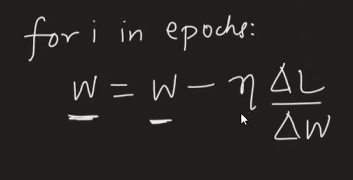 for i in epochs:
W = W - η ΔL/ΔW